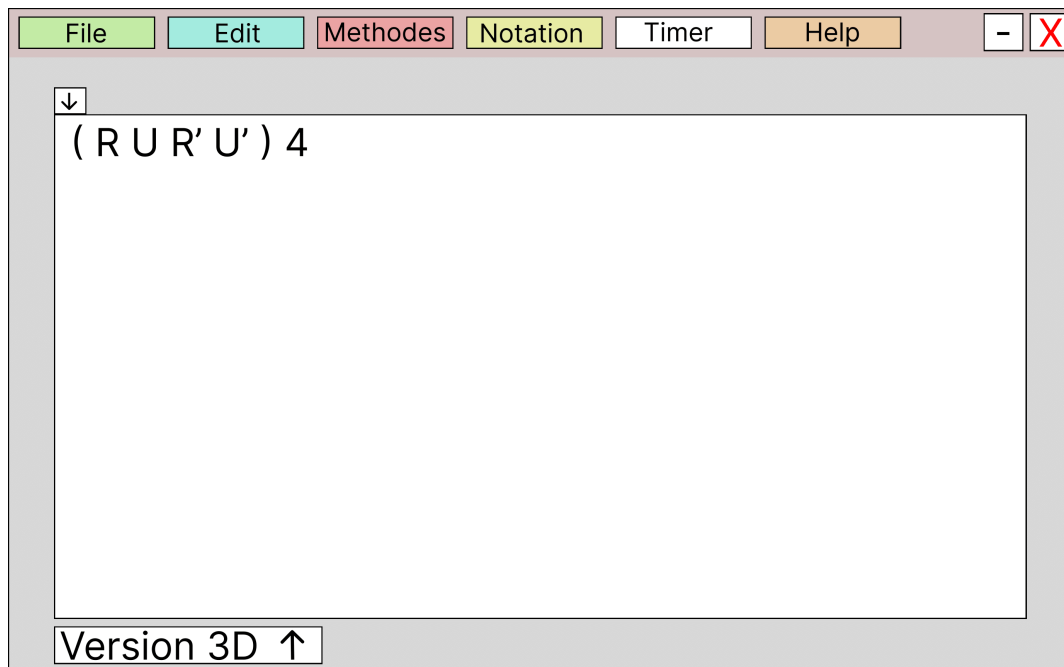 File Edit Methodes Notation Timer Help - X
↓
( R U R’ U’ ) 4
Version 3D ↑